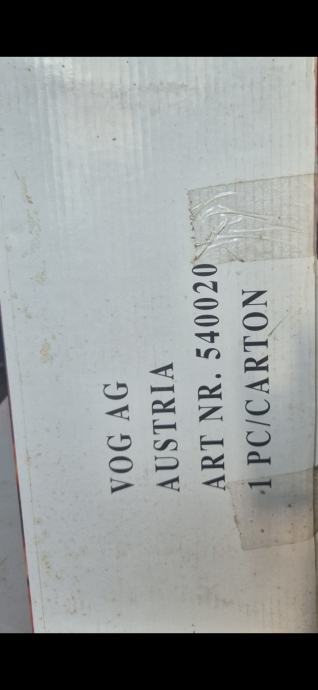 VOG AG
AUSTRIA
ART NR. 540020
1 PC/CARTON